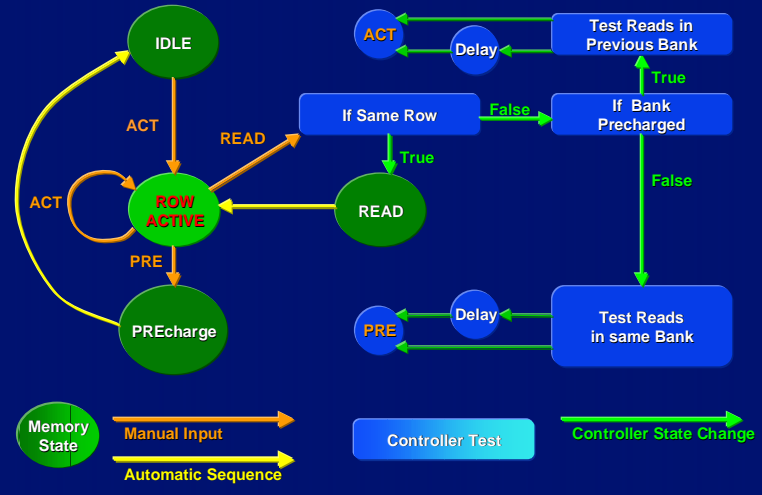 IDLE
ACT
Delay
Test Reads in
Previous Bank
True
ACT
READ
If Same Row
False
If Bank
Precharged
True
False
ACT
ROW
ACTIVE
READ
PRE
PREcharge
PRE
Delay
Test Reads
in same Bank
Memory
State
Manual Input
Automatic Sequence
Controller Test
Controller State Change